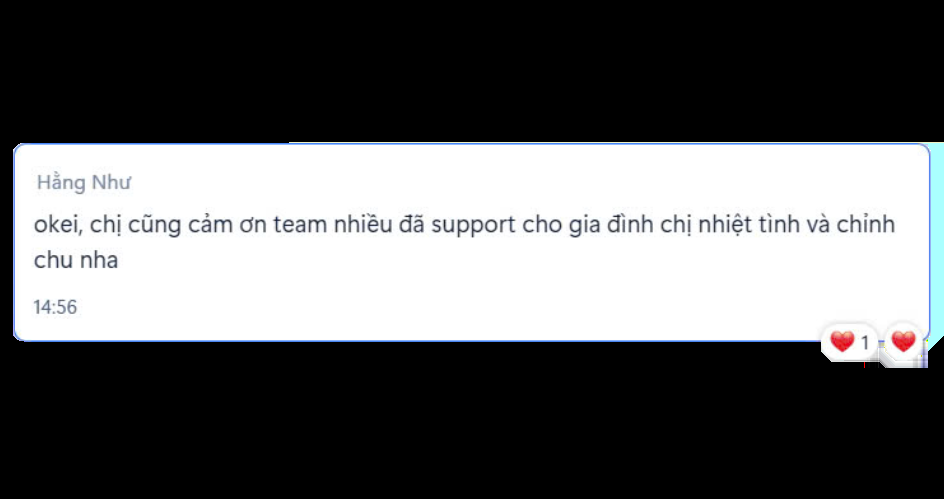 Hằng Như
okei, chị cũng cảm ơn team nhiều đã support cho gia đình chị nhiệt tình và chỉnh
chu nha
14:56
1